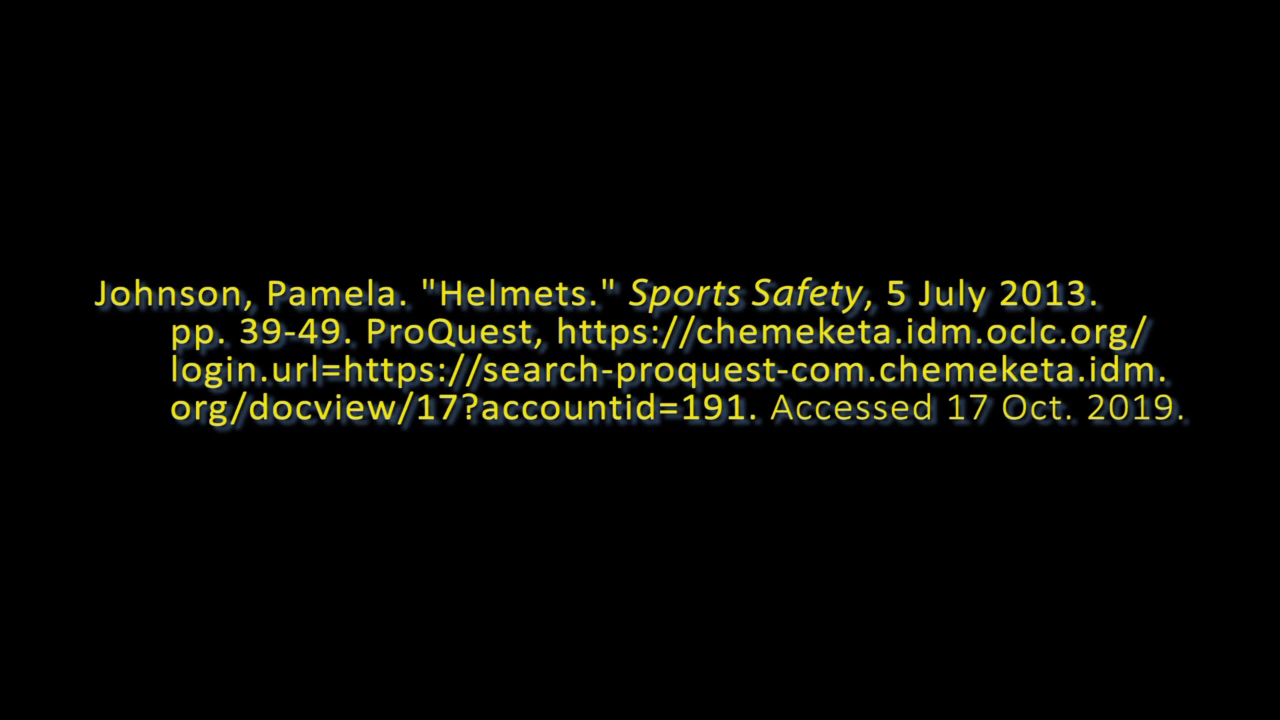 Johnson, Pamela. "Helmets." Sports Safety, 5 July 2013.
pp. 39-49. ProQuest, https://chemeketa.idm.oclc.org/
login.url=https://search-proquest-com.chemeketa.idm.
org/docview/17?accountid=191. Accessed 17 Oct. 2019.